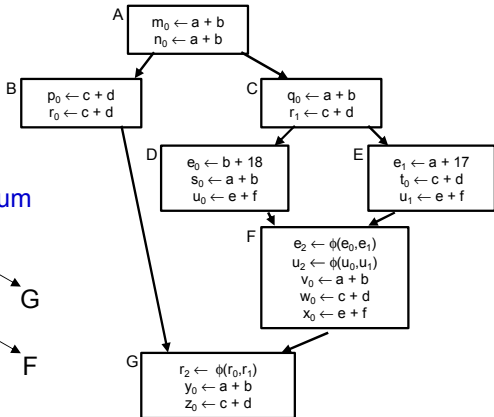 A
m₀ ← a + b
n₀ ← a + b
B
p₀ ← c + d
r₀ ← c + d
C
q₀ ← a + b
r₁ ← c + d
D
e₀ ← b + 18
s₀ ← a + b
u₀ ← e + f
E
e₁ ← a + 17
t₀ ← c + d
u₁ ← e + f
um
F
e₂ ← ϕ(e₀,e₁)
u₂ ← ϕ(u₀,u₁)
v₀ ← a + b
w₀ ← c + d
x₀ ← e + f
G
F
G
r₂ ← ϕ(r₀,r₁)
y₀ ← a + b
z₀ ← c + d